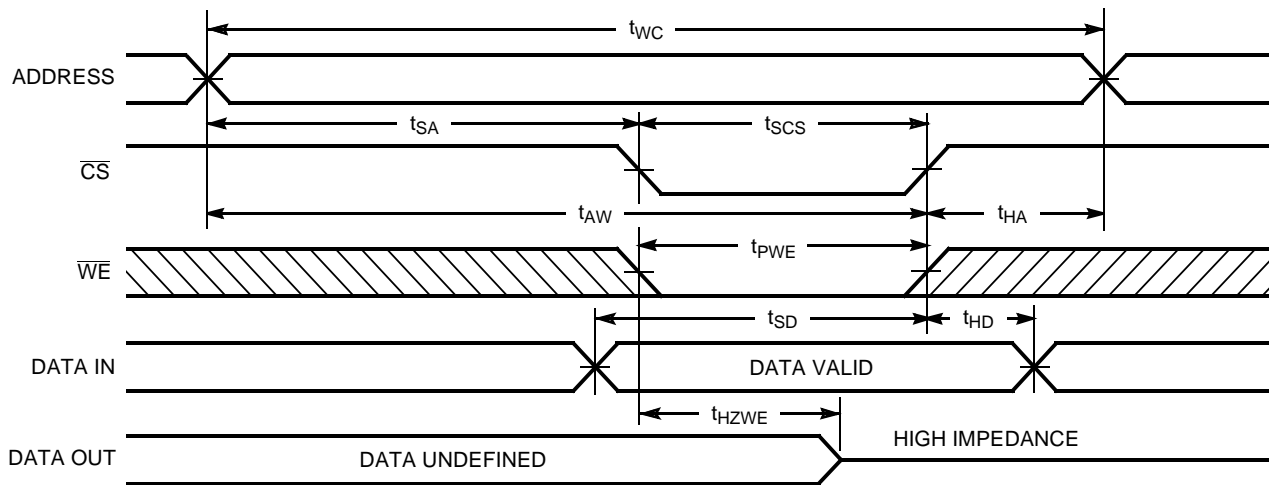 tWC
ADDRESS
tSA
tSCS
CS
tAW
tHA
tPWE
WE
tSD
tHD
DATA IN
DATA VALID
tHZWE
HIGH IMPEDANCE
DATA OUT
DATA UNDEFINED